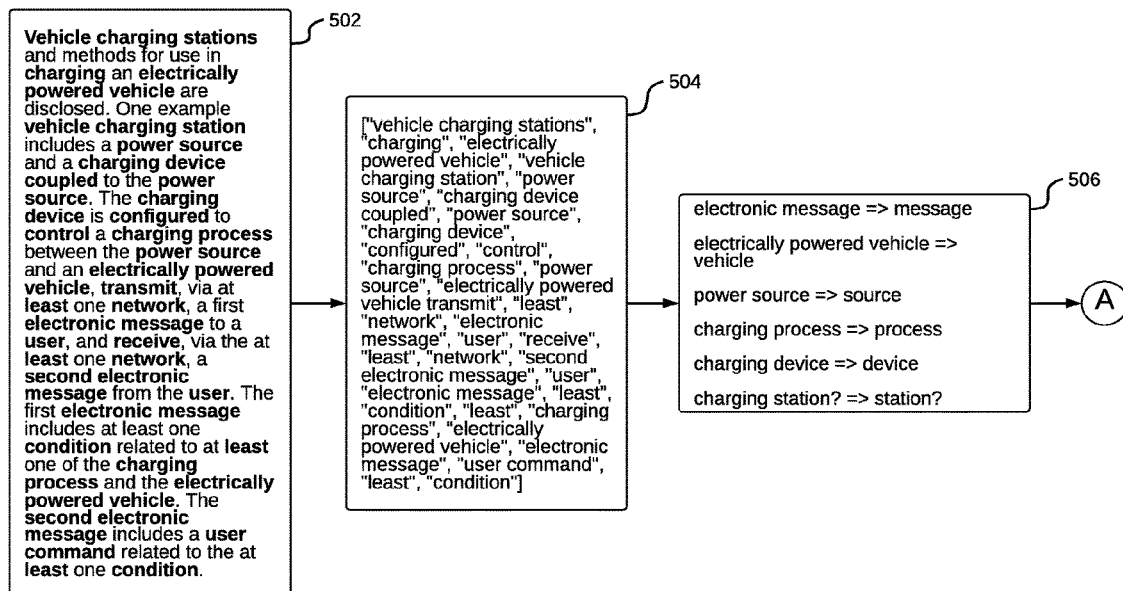 502
Vehicle charging stations
and methods for use in
charging an electrically
powered vehicle are
disclosed. One example
vehicle charging station
includes a power source
and a charging device
coupled to the power
source. The charging
device is configured to
control a charging process
between the power source
and an electrically powered
vehicle, transmit, via at
least one network, a first
electronic message to a
user, and receive, via the at
least one network, a
second electronic
message from the user. The
first electronic message
includes at least one
condition related to at least
one of the charging
process and the electrically
powered vehicle. The
second electronic
message includes a user
command related to the at
least one condition.
504
["vehicle charging stations",
"charging", "electrically
powered vehicle", "vehicle
charging station", "power
source", "charging device
coupled", "power source",
"charging device",
"configured", "control",
"charging process", "power
source", "electrically powered
vehicle transmit", "least",
"network", "electronic
message", "user", "receive",
"least", "network", "second
electronic message", "user",
"electronic message", "least",
"condition", "least", "charging
process", "electrically
powered vehicle", "electronic
message", "user command",
"least", "condition"]
506
electronic message => message
electrically powered vehicle =>
vehicle
power source => source
charging process => process
charging device => device
charging station? => station?
A